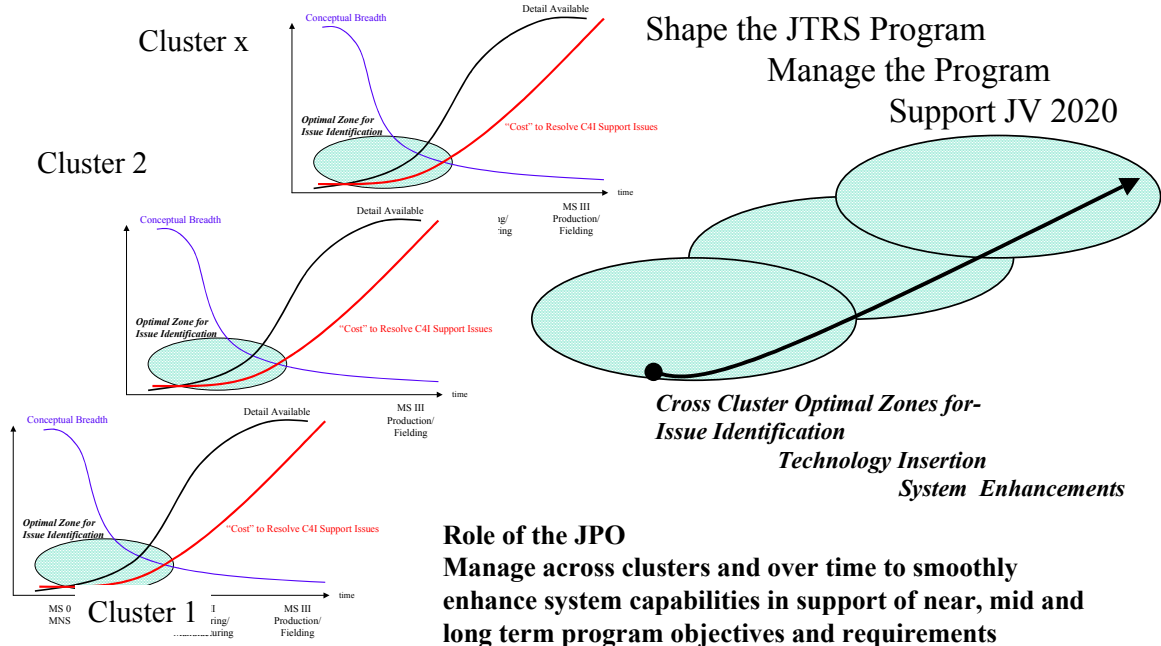 Cluster x
Conceptual Breadth
Detail Available
Optimal Zone for
Issue Identification
"Cost" to Resolve C4I Support Issues
time
MS III
Production/
Fielding
Shape the JTRS Program
Manage the Program
Support JV 2020
Cluster 2
Conceptual Breadth
Detail Available
Optimal Zone for
Issue Identification
"Cost" to Resolve C4I Support Issues
time
MS III
Production/
Fielding
Cross Cluster Optimal Zones for-
Issue Identification
Technology Insertion
System Enhancements
Conceptual Breadth
Detail Available
Optimal Zone for
Issue Identification
"Cost" to Resolve C4I Support Issues
time
MS 0
MNS
Cluster 1
MS III
Production/
Fielding
Role of the JPO
Manage across clusters and over time to smoothly
enhance system capabilities in support of near, mid and
long term program objectives and requirements